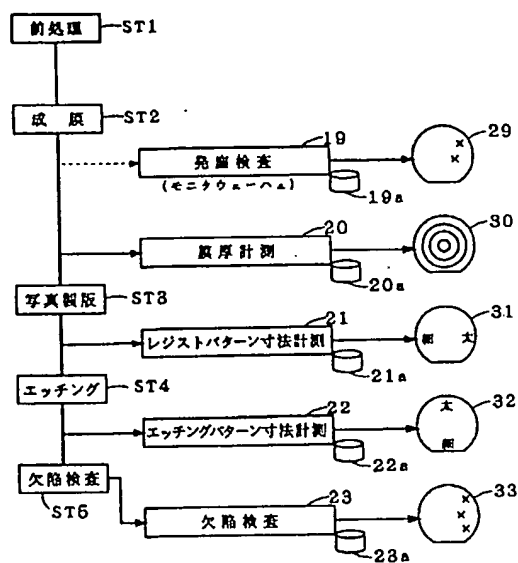 前処理 ST1
成膜 ST2
19 29
発塵検査
(モニタウェーハ)
19a
20 30
膜厚計測
20a
写真製版 ST3
21 31
レジストパターン寸法計測
細 太
21a
エッチング ST4
22 32
エッチングパターン寸法計測
太
細
22a
欠陥検査
ST5
23 33
欠陥検査
23a